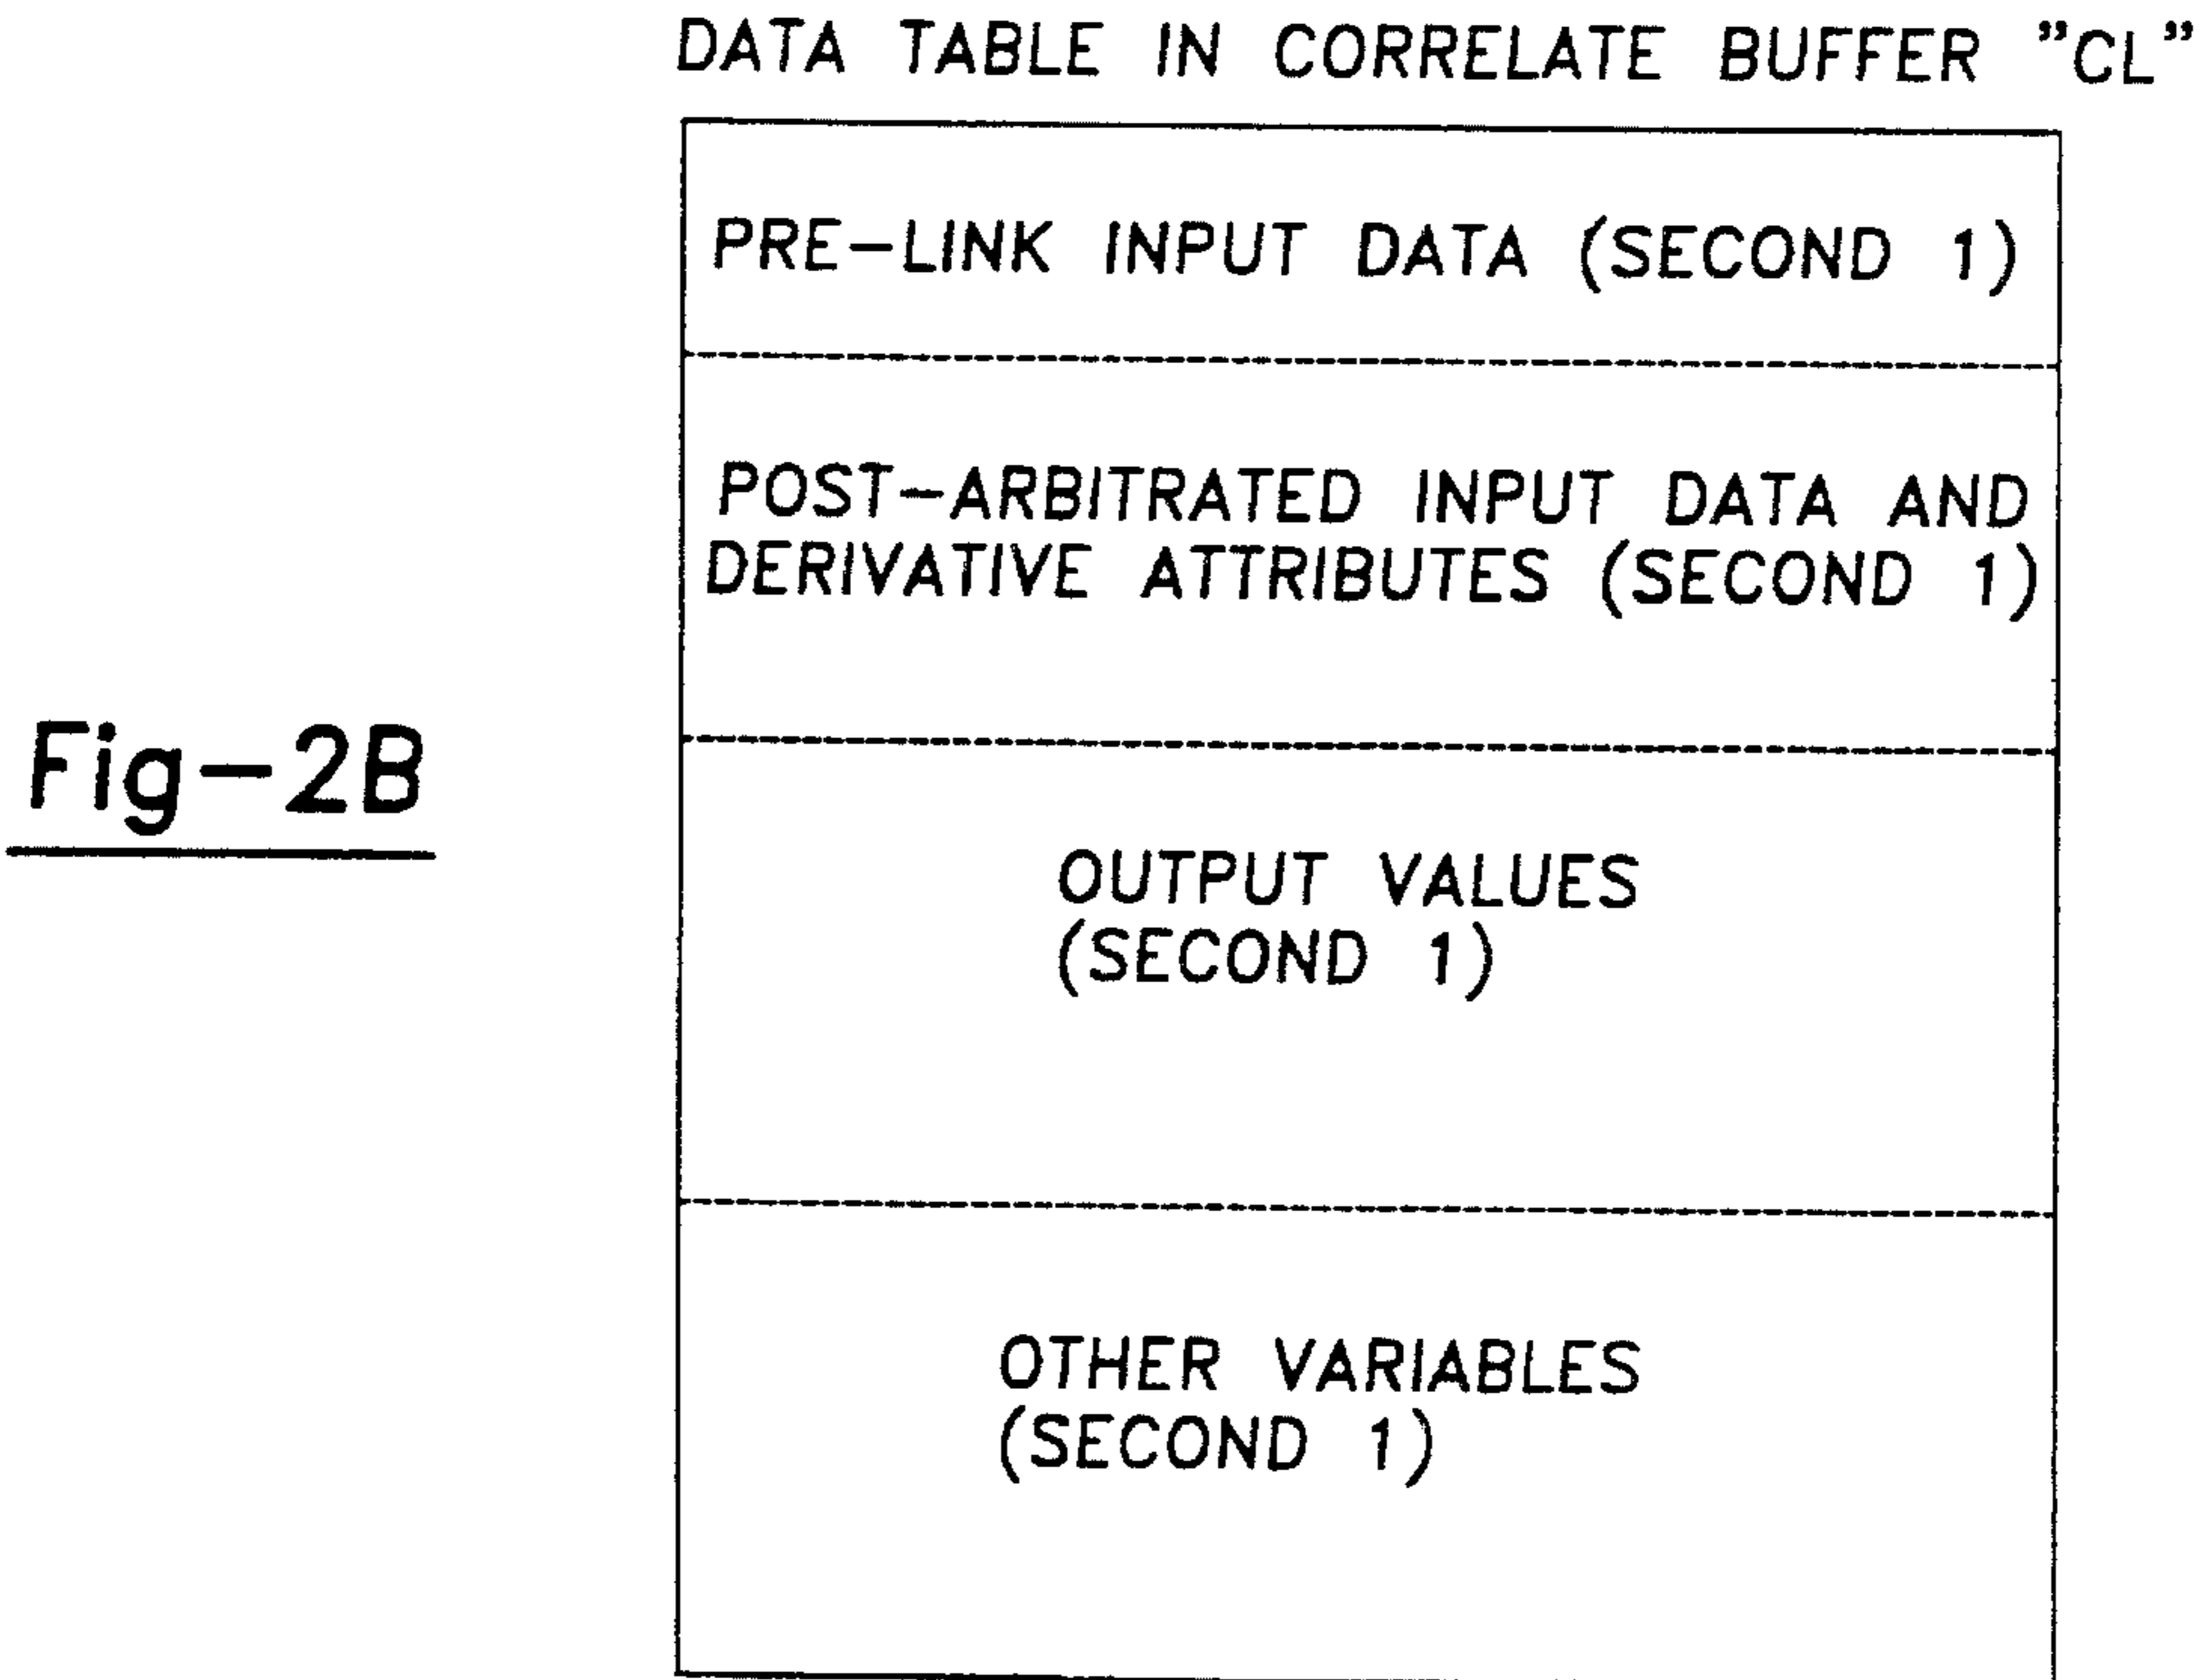 DATA TABLE IN CORRELATE BUFFER ”CL”
PRE-LINK INPUT DATA (SECOND 1)
POST-ARBITRATED INPUT DATA AND
DERIVATIVE ATTRIBUTES (SECOND 1)
Fig-2B
OUTPUT VALUES
(SECOND 1)
OTHER VARIABLES
(SECOND 1)